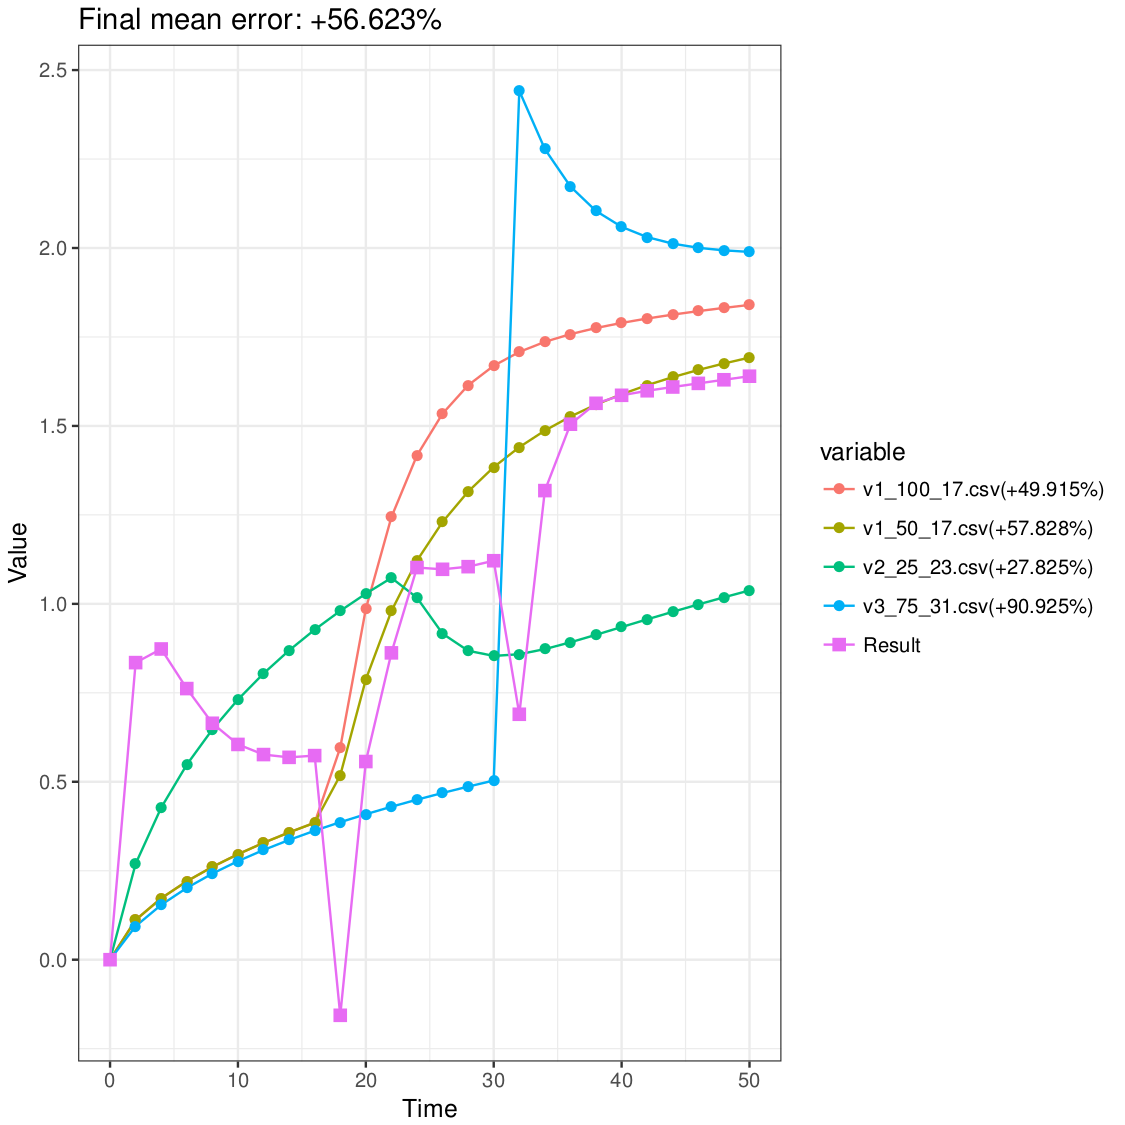 Final mean error: +56.623%
2.5
2.0
1.5
1.0
0.5
0.0
Value
0 10 20 30 40 50
Time
variable
v1_100_17.csv(+49.915%)
v1_50_17.csv(+57.828%)
v2_25_23.csv(+27.825%)
v3_75_31.csv(+90.925%)
Result